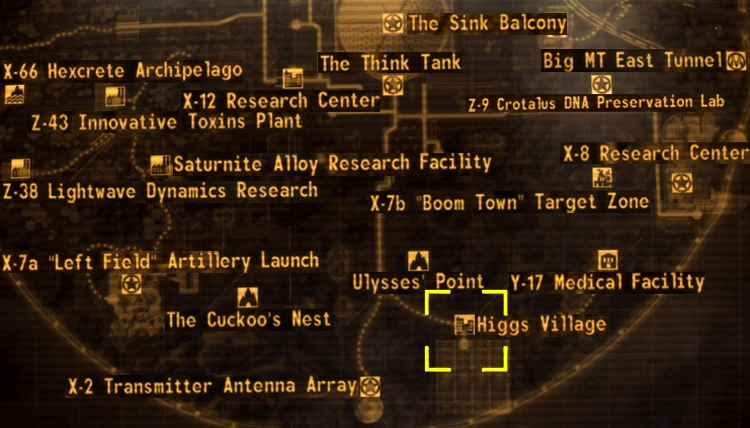 The Sink Balcony
The Think Tank
Big MT East Tunnel
X-66 Hexcrete Archipelago
X-12 Research Center
Z-9 Crotalus DNA Preservation Lab
Z-43 Innovative Toxins Plant
X-8 Research Center
Saturnite Alloy Research Facility
Z-38 Lightwave Dynamics Research
X-7b "Boom Town" Target Zone
X-7a "Left Field" Artillery Launch
Ulysses' Point
Y-17 Medical Facility
The Cuckoo's Nest
Higgs Village
X-2 Transmitter Antenna Array